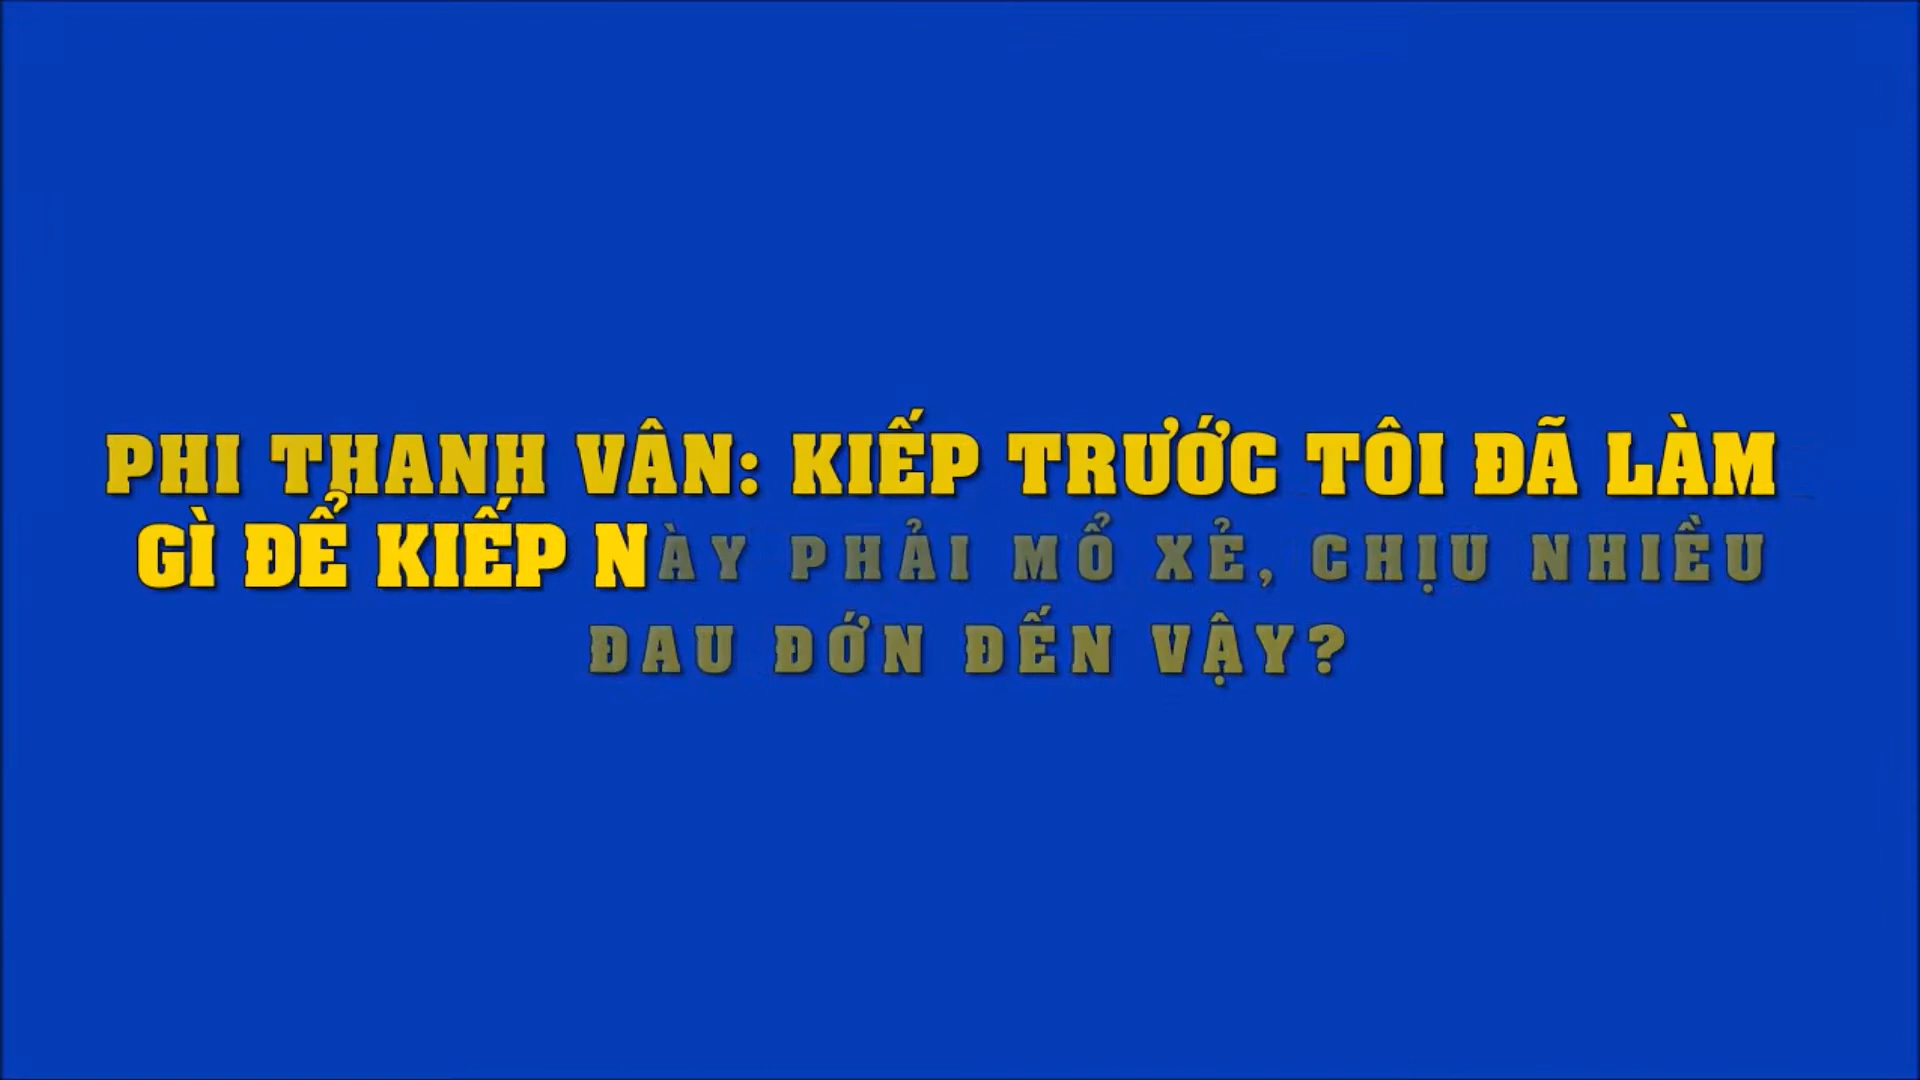 PHI THANH VÂN: KIẾP TRƯỚC TÔI ĐÃ LÀM
GÌ ĐỂ KIẾP NÀY PHẢI MỔ XẺ, CHỊU NHIỀU
ĐAU ĐỚN ĐẾN VẬY?